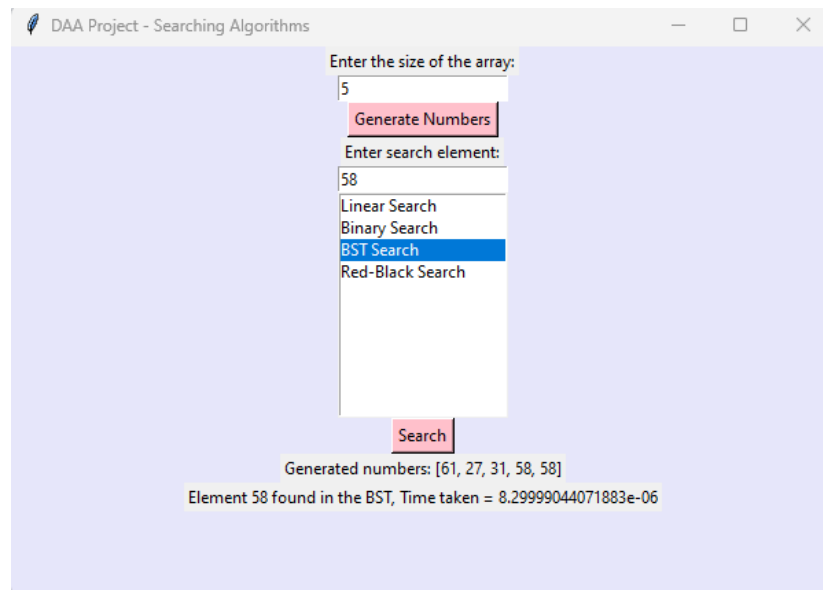 DAA Project - Searching Algorithms
Enter the size of the array:
5
Generate Numbers
Enter search element:
58
Linear Search
Binary Search
BST Search
Red-Black Search
Search
Generated numbers: [61, 27, 31, 58, 58]
Element 58 found in the BST, Time taken = 8.29999044071883e-06